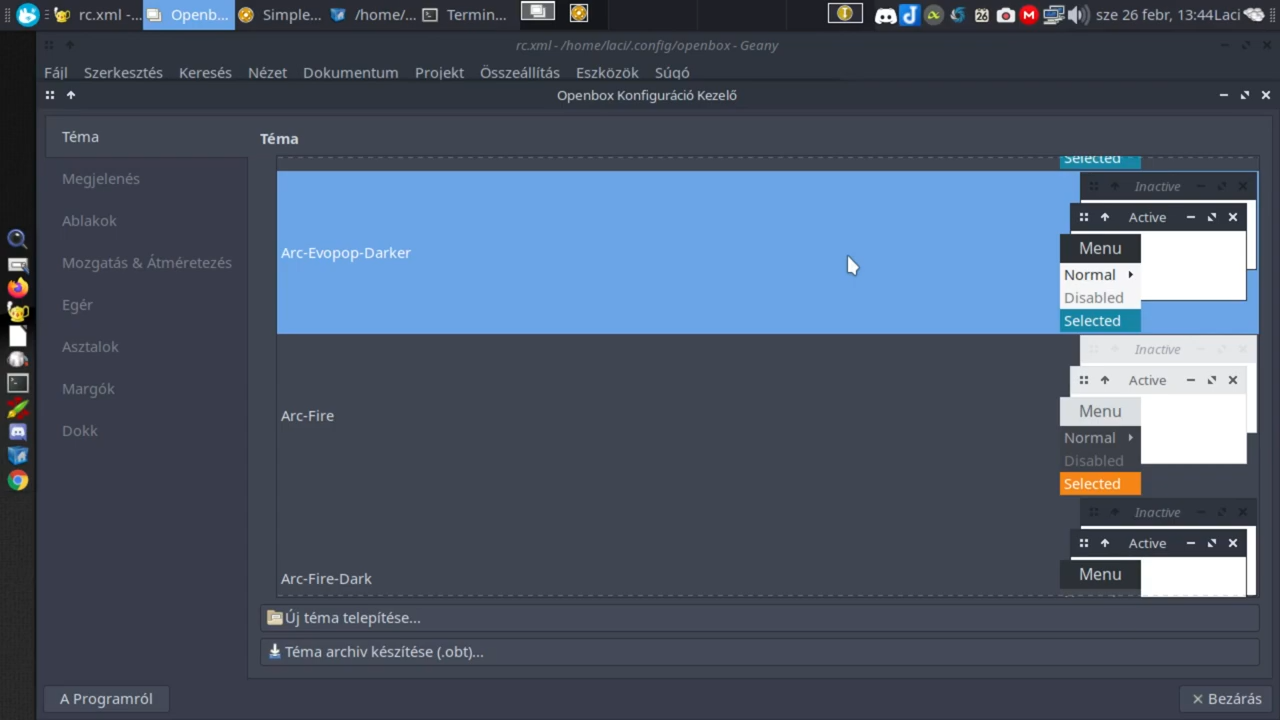 rc.xml -... Openb... Simple... /home/... Termin... sze 26 febr, 13:44 Laci
rc.xml - /home/laci/.config/openbox - Geany
Fájl Szerkesztés Keresés Nézet Dokumentum Projekt Összeállítás Eszközök Súgó
Openbox Konfiguráció Kezelő
Téma
Megjelenés
Ablakok
Mozgatás & Átméretezés
Egér
Asztalok
Margók
Dokk
Téma
Selected
Inactive
Active
Menu
Arc-Evopop-Darker
Normal
Disabled
Selected
Inactive
Active
Menu
Arc-Fire
Normal
Disabled
Selected
Inactive
Active
Menu
Arc-Fire-Dark
Új téma telepítése...
Téma archiv készítése (.obt)...
A Programról
Bezárás